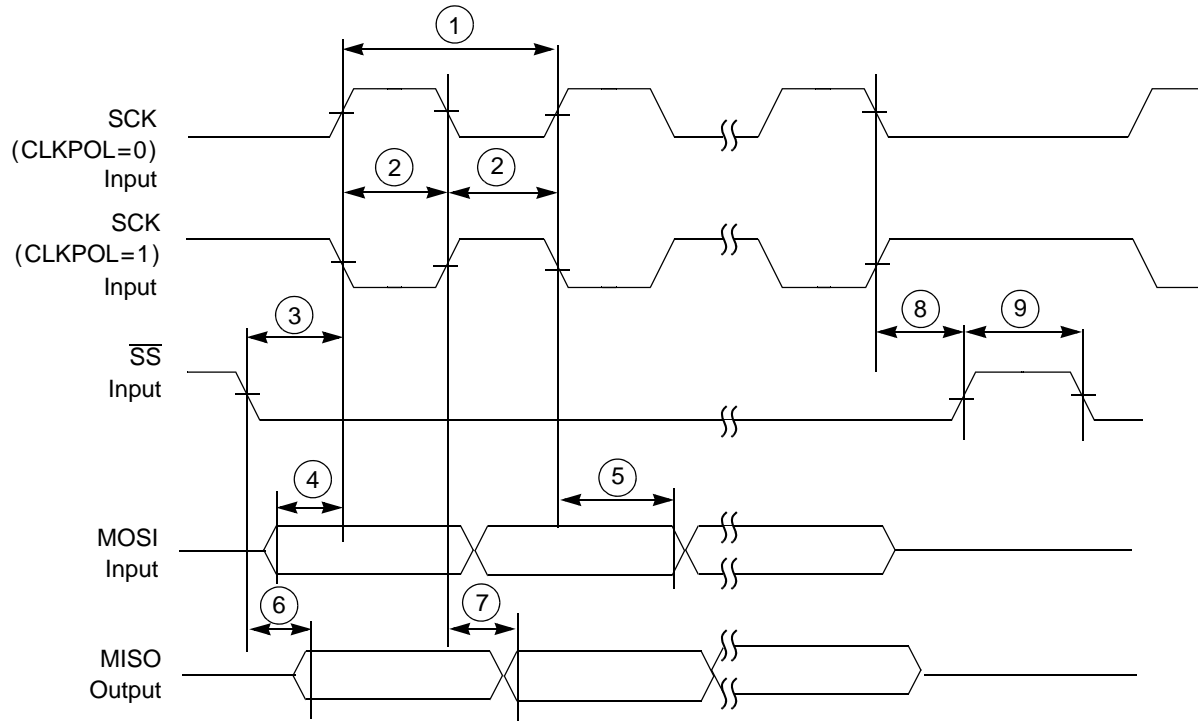 1
SCK
(CLKPOL=0)
Input
2
2
SCK
(CLKPOL=1)
Input
3
8
9
SS
Input
4
5
MOSI
Input
6
7
MISO
Output